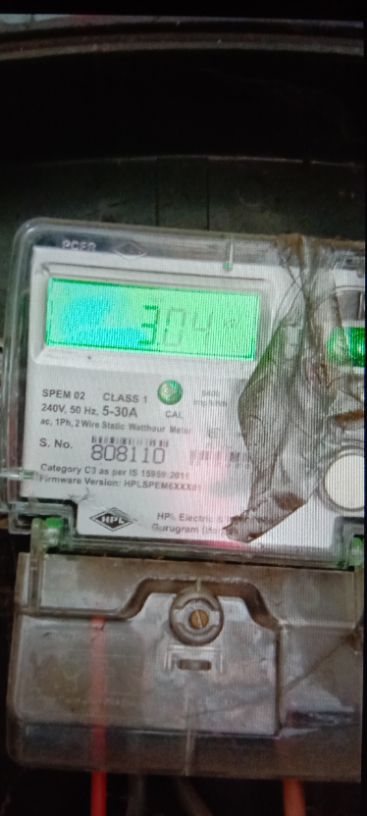 3.04
SPEM 02 CLASS 1
240V, 50 Hz, 5-30A CAL
ac, 1Ph, 2 Wire Static Watthour Meter
S. No. 808110
Category C3 as per IS 15959:2011
Firmware Version: HPLSPEM6XXX01
HPL HPL Electric &
Gurugram